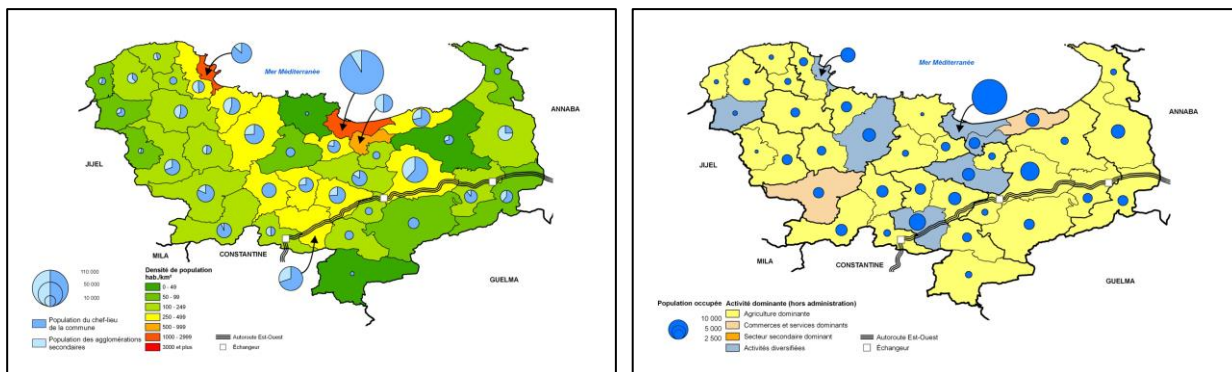 Mer Méditerranée
ANNABA
JIJEL
MILA
CONSTANTINE
GUELMA
110 000
50 000
10 000
Population du chef-lieu
de la commune
Population des agglomérations
secondaires
Densité de population
hab./km²
0 - 49
50 - 99
100 - 249
250 - 499
500 - 999
1000 - 2999
3000 et plus
Autoroute Est-Ouest
Échangeur
Mer Méditerranée
ANNABA
JIJEL
MILA
CONSTANTINE
GUELMA
Population occupée
10 000
5 000
2 500
Activité dominante (hors administration)
Agriculture dominante
Commerces et services dominants
Secteur secondaire dominant
Activités diversifiées
Autoroute Est-Ouest
Échangeur